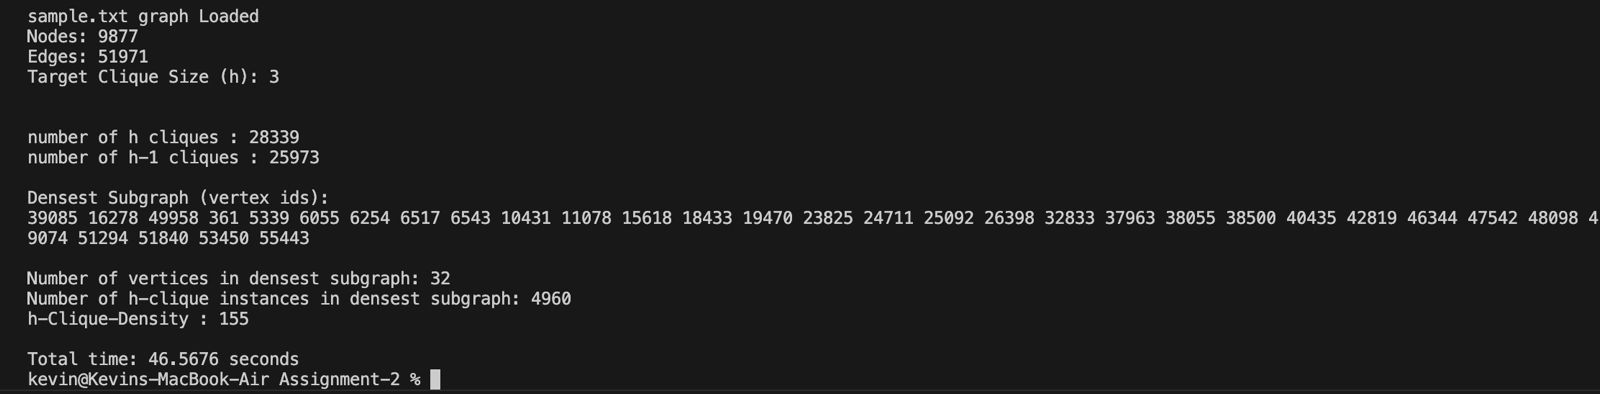 sample.txt graph Loaded
Nodes: 9877
Edges: 51971
Target Clique Size (h): 3
number of h cliques : 28339
number of h-1 cliques : 25973
Densest Subgraph (vertex ids):
39085 16278 49958 361 5339 6055 6254 6517 6543 10431 11078 15618 18433 19470 23825 24711 25092 26398 32833 37963 38055 38500 40435 42819 46344 47542 48098 4
9074 51294 51840 53450 55443
Number of vertices in densest subgraph: 32
Number of h-clique instances in densest subgraph: 4960
h-Clique-Density : 155
Total time: 46.5676 seconds
kevin@Kevins-MacBook-Air Assignment-2 %